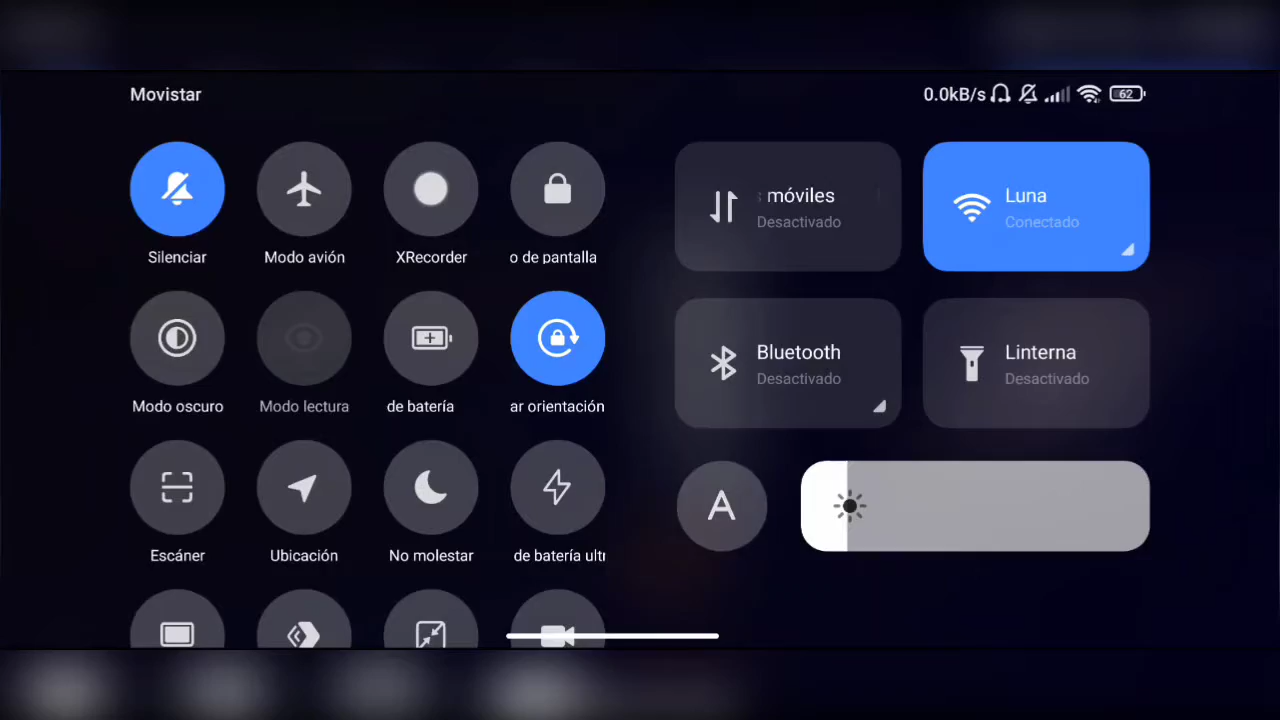 Movistar
0.0kB/s
62
Silenciar
Modo avión
XRecorder
o de pantalla
móviles
Desactivado
Luna
Conectado
Modo oscuro
Modo lectura
de batería
ar orientación
Bluetooth
Desactivado
Linterna
Desactivado
Escáner
Ubicación
No molestar
de batería ultr
A